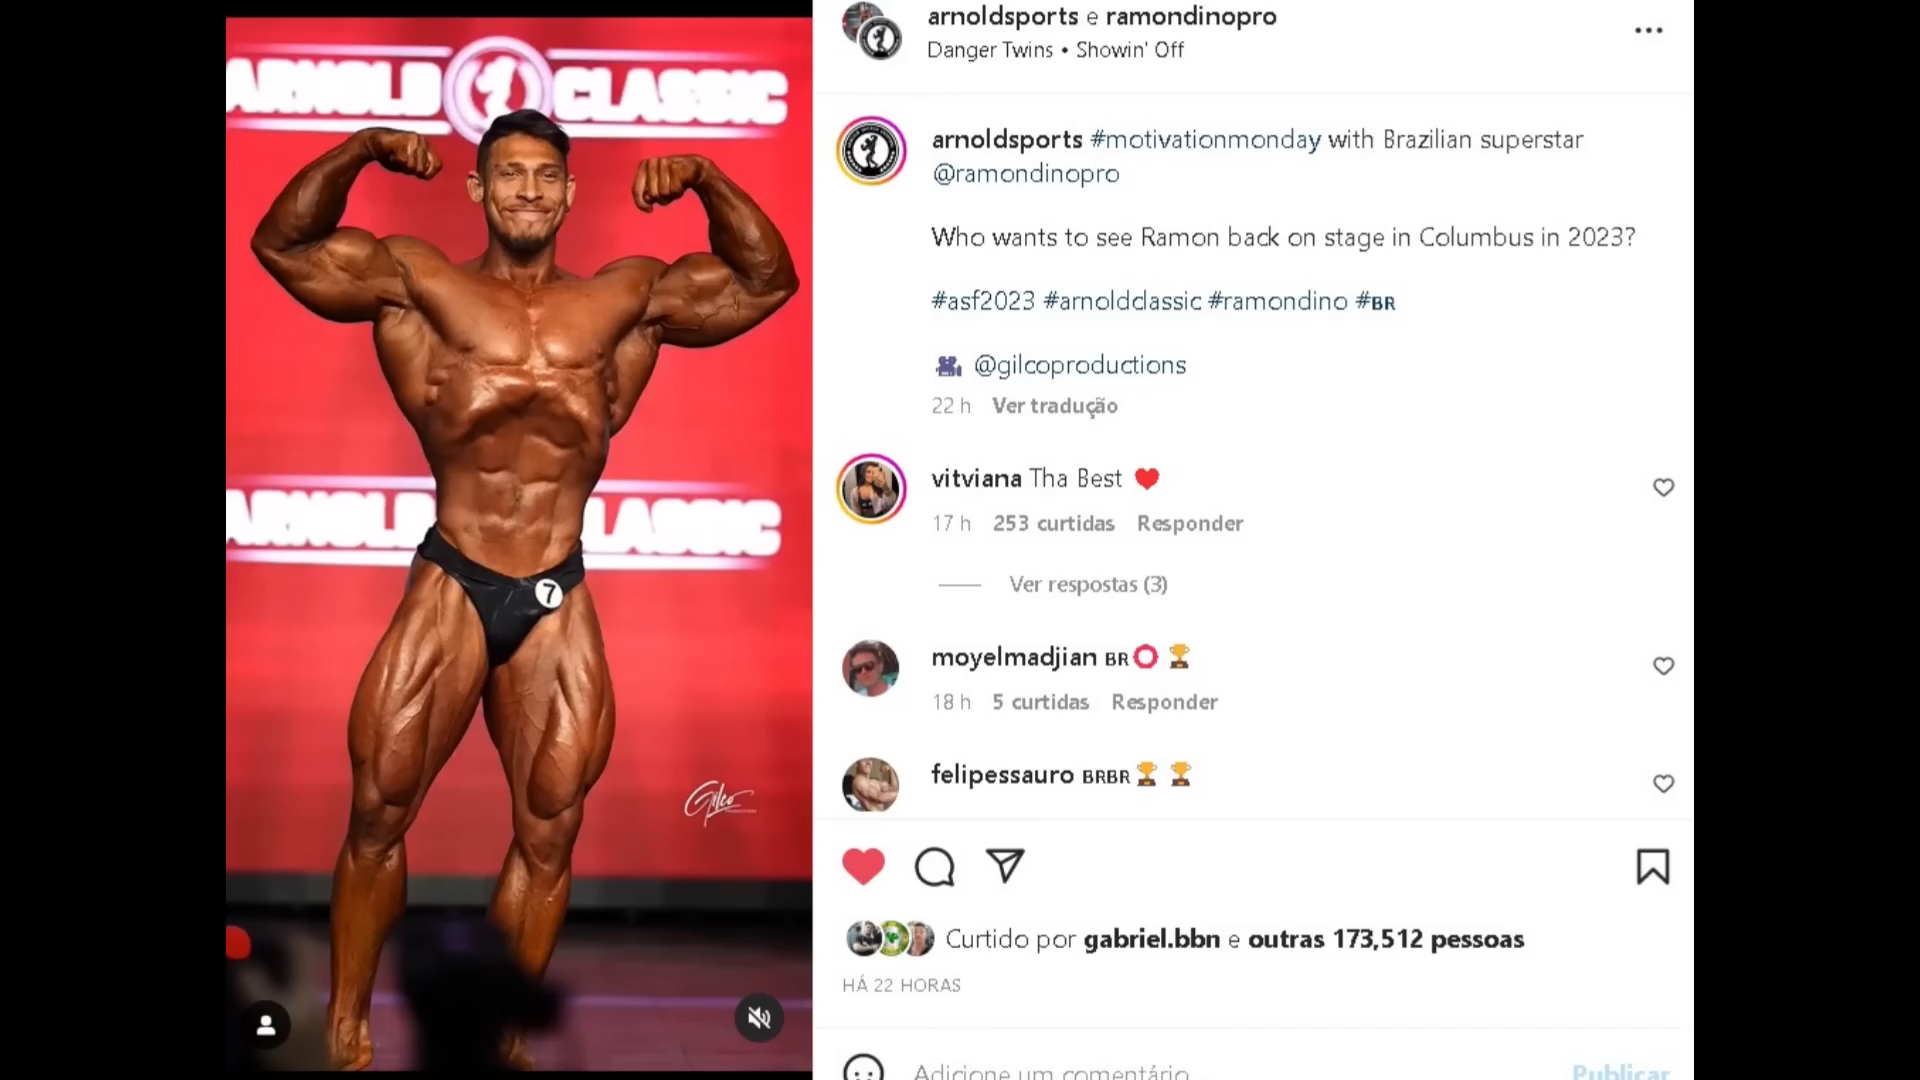 ARNOLD CLASSIC
ARNOLD CLASSIC
7
Gilco
arnoldsports e ramondinopro
Danger Twins • Showin' Off
arnoldsports #motivationmonday with Brazilian superstar
@ramondinopro
Who wants to see Ramon back on stage in Columbus in 2023?
#asf2023 #arnoldclassic #ramondino #BR
@gilcoproductions
22 h Ver tradução
vitviana Tha Best ❤️
17 h 253 curtidas Responder
Ver respostas (3)
moyelmadjian BR⭕ 🏆
18 h 5 curtidas Responder
felipessauro BRBR🏆 🏆
Curtido por gabriel.bbn e outras 173,512 pessoas
HÁ 22 HORAS
Adicione um comentário...
Publicar